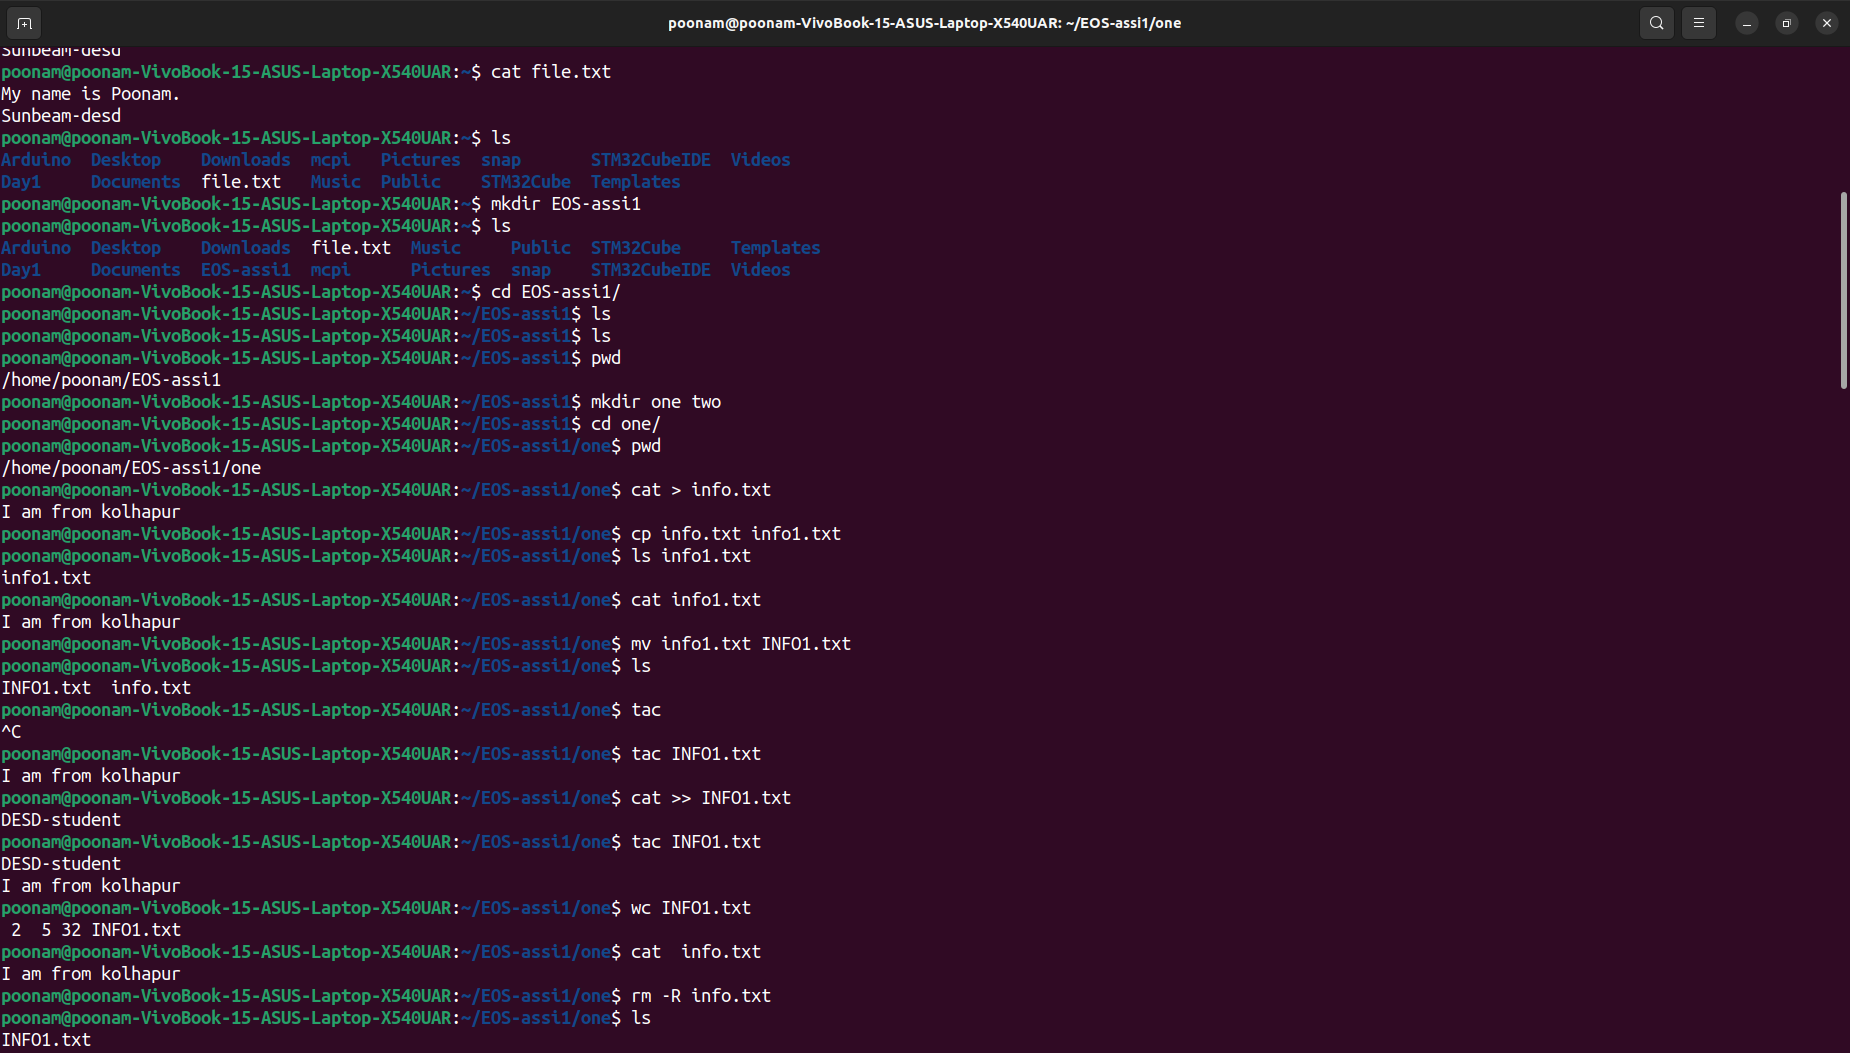 poonam@poonam-VivoBook-15-ASUS-Laptop-X540UAR: ~/EOS-assi1/one
Sunbeam-desd
poonam@poonam-VivoBook-15-ASUS-Laptop-X540UAR:~$ cat file.txt
My name is Poonam.
Sunbeam-desd
poonam@poonam-VivoBook-15-ASUS-Laptop-X540UAR:~$ ls
Arduino  Desktop    Downloads  mcpi   Pictures  snap       STM32CubeIDE  Videos
Day1     Documents  file.txt   Music  Public    STM32Cube  Templates
poonam@poonam-VivoBook-15-ASUS-Laptop-X540UAR:~$ mkdir EOS-assi1
poonam@poonam-VivoBook-15-ASUS-Laptop-X540UAR:~$ ls
Arduino  Desktop    Downloads  file.txt  Music     Public  STM32Cube     Templates
Day1     Documents  EOS-assi1  mcpi      Pictures  snap    STM32CubeIDE  Videos
poonam@poonam-VivoBook-15-ASUS-Laptop-X540UAR:~$ cd EOS-assi1/
poonam@poonam-VivoBook-15-ASUS-Laptop-X540UAR:~/EOS-assi1$ ls
poonam@poonam-VivoBook-15-ASUS-Laptop-X540UAR:~/EOS-assi1$ ls
poonam@poonam-VivoBook-15-ASUS-Laptop-X540UAR:~/EOS-assi1$ pwd
/home/poonam/EOS-assi1
poonam@poonam-VivoBook-15-ASUS-Laptop-X540UAR:~/EOS-assi1$ mkdir one two
poonam@poonam-VivoBook-15-ASUS-Laptop-X540UAR:~/EOS-assi1$ cd one/
poonam@poonam-VivoBook-15-ASUS-Laptop-X540UAR:~/EOS-assi1/one$ pwd
/home/poonam/EOS-assi1/one
poonam@poonam-VivoBook-15-ASUS-Laptop-X540UAR:~/EOS-assi1/one$ cat > info.txt
I am from kolhapur
poonam@poonam-VivoBook-15-ASUS-Laptop-X540UAR:~/EOS-assi1/one$ cp info.txt info1.txt
poonam@poonam-VivoBook-15-ASUS-Laptop-X540UAR:~/EOS-assi1/one$ ls info1.txt
info1.txt
poonam@poonam-VivoBook-15-ASUS-Laptop-X540UAR:~/EOS-assi1/one$ cat info1.txt
I am from kolhapur
poonam@poonam-VivoBook-15-ASUS-Laptop-X540UAR:~/EOS-assi1/one$ mv info1.txt INFO1.txt
poonam@poonam-VivoBook-15-ASUS-Laptop-X540UAR:~/EOS-assi1/one$ ls
INFO1.txt  info.txt
poonam@poonam-VivoBook-15-ASUS-Laptop-X540UAR:~/EOS-assi1/one$ tac
^C
poonam@poonam-VivoBook-15-ASUS-Laptop-X540UAR:~/EOS-assi1/one$ tac INFO1.txt
I am from kolhapur
poonam@poonam-VivoBook-15-ASUS-Laptop-X540UAR:~/EOS-assi1/one$ cat >> INFO1.txt
DESD-student
poonam@poonam-VivoBook-15-ASUS-Laptop-X540UAR:~/EOS-assi1/one$ tac INFO1.txt
DESD-student
I am from kolhapur
poonam@poonam-VivoBook-15-ASUS-Laptop-X540UAR:~/EOS-assi1/one$ wc INFO1.txt
 2  5 32 INFO1.txt
poonam@poonam-VivoBook-15-ASUS-Laptop-X540UAR:~/EOS-assi1/one$ cat  info.txt
I am from kolhapur
poonam@poonam-VivoBook-15-ASUS-Laptop-X540UAR:~/EOS-assi1/one$ rm -R info.txt
poonam@poonam-VivoBook-15-ASUS-Laptop-X540UAR:~/EOS-assi1/one$ ls
INFO1.txt